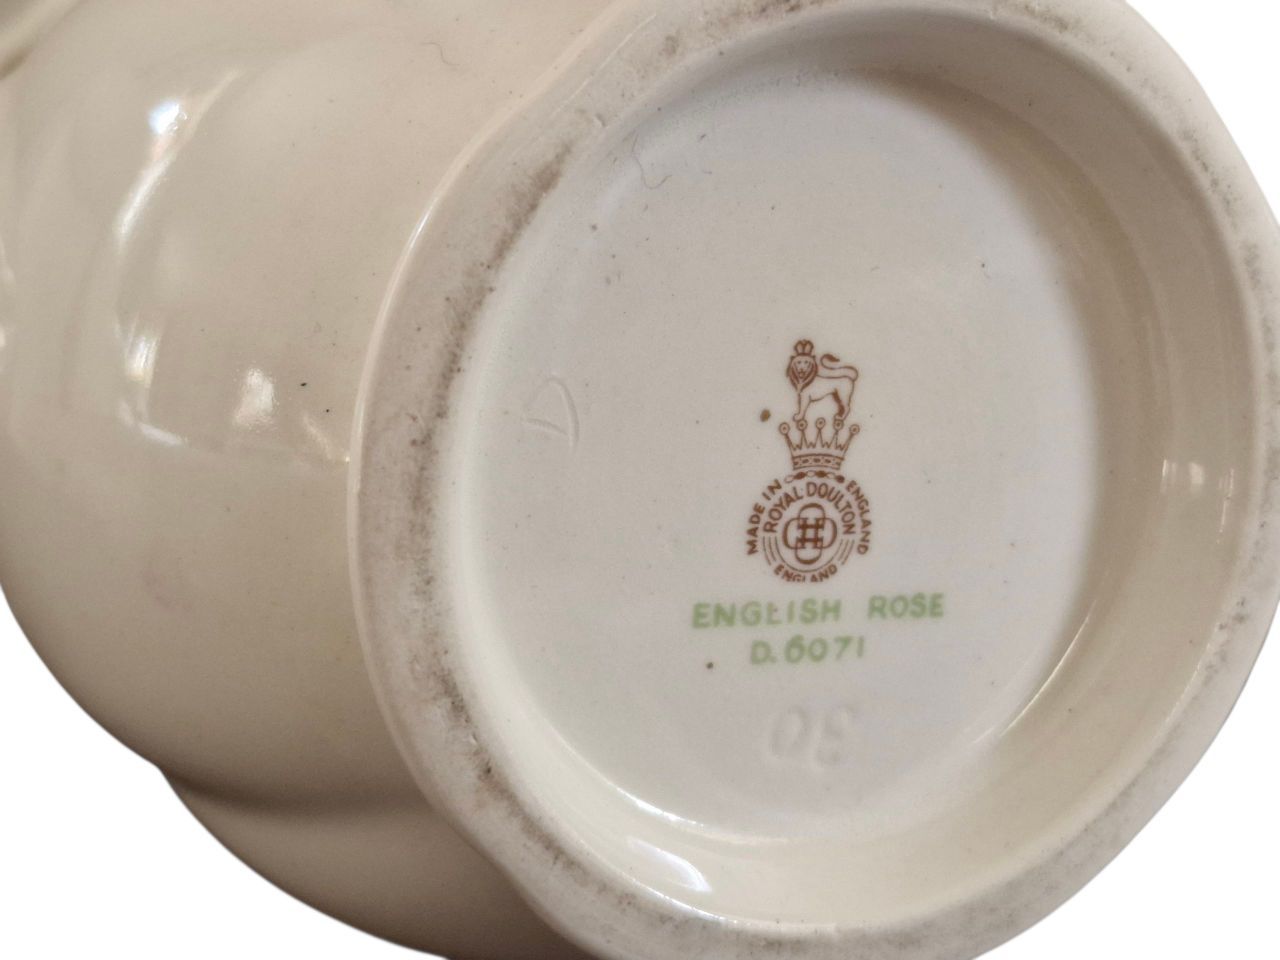 MADE IN ENGLAND
ROYAL DOULTON
ENGLAND
ENGLISH ROSE
D.6071